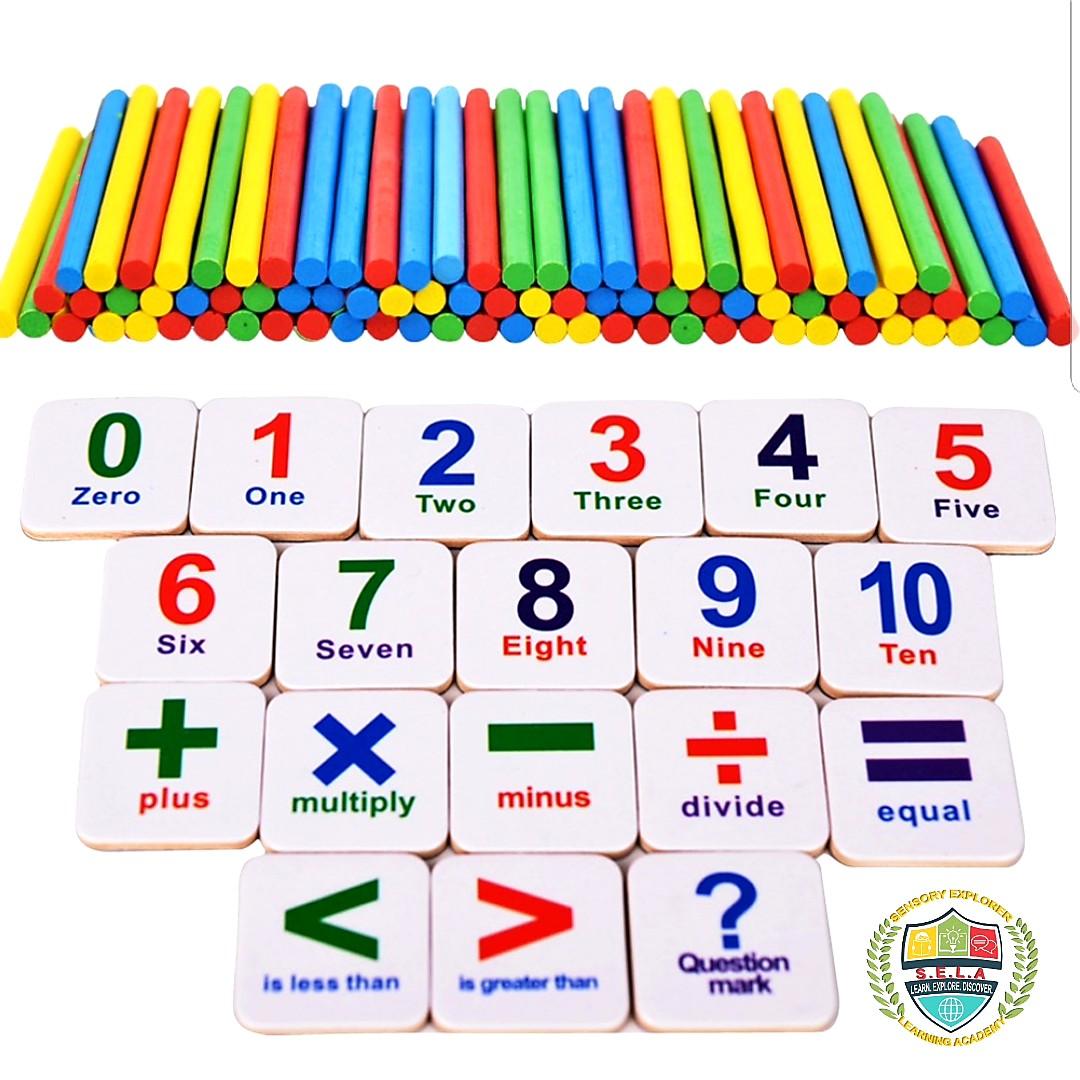 0
Zero
1
One
2
Two
3
Three
4
Four
5
Five
6
Six
7
Seven
8
Eight
9
Nine
10
Ten
+
plus
×
multiply
−
minus
÷
divide
=
equal
<
is less than
>
is greater than
?
Question
mark
SENSORY EXPLORER
S.E.L.A
LEARN. EXPLORE. DISCOVER.
LEARNING ACADEMY